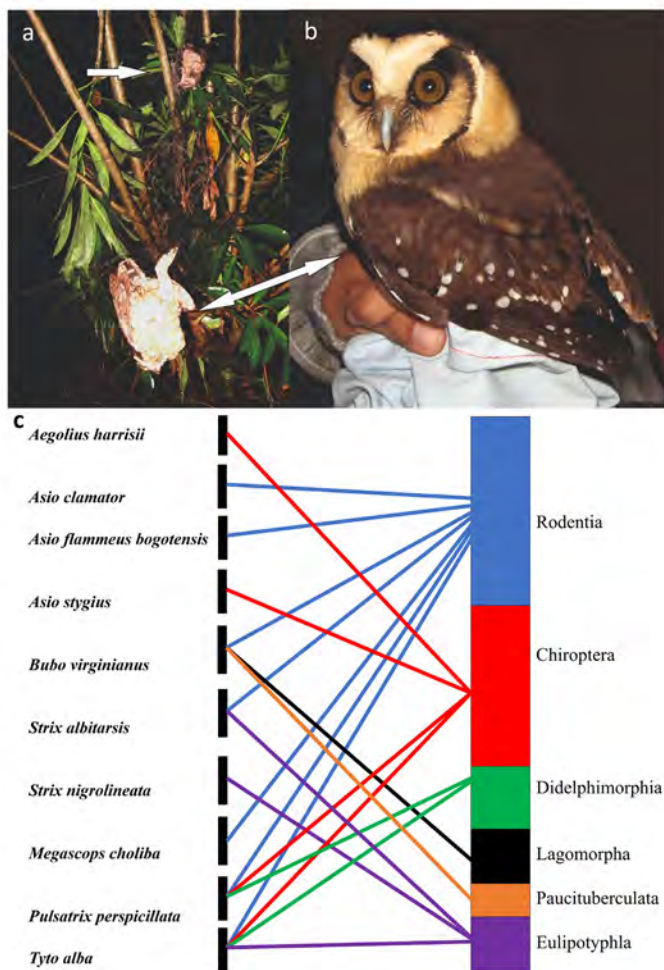 a
b
c
Aegolius harrisii
Asio clamator
Asio flammeus bogotensis
Asio stygius
Bubo virginianus
Strix albitarsis
Strix nigrolineata
Megascops choliba
Pulsatrix perspicillata
Tyto alba
Rodentia
Chiroptera
Didelphimorphia
Lagomorpha
Paucituberculata
Eulipotyphla